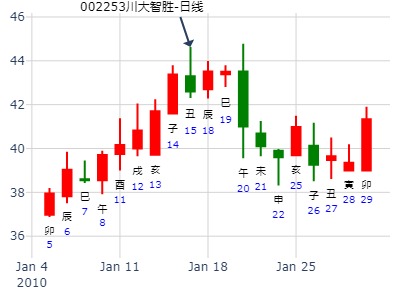 002253川大智胜-日线
46
44
42
40
38
36
卯
5
辰
6
巳
7
午
8
酉
11
戌
12
亥
13
子
14
丑
15
辰
18
巳
19
午
20
未
21
申
22
亥
25
子
26
丑
27
寅
28
卯
29
Jan 4
2010
Jan 11
Jan 18
Jan 25